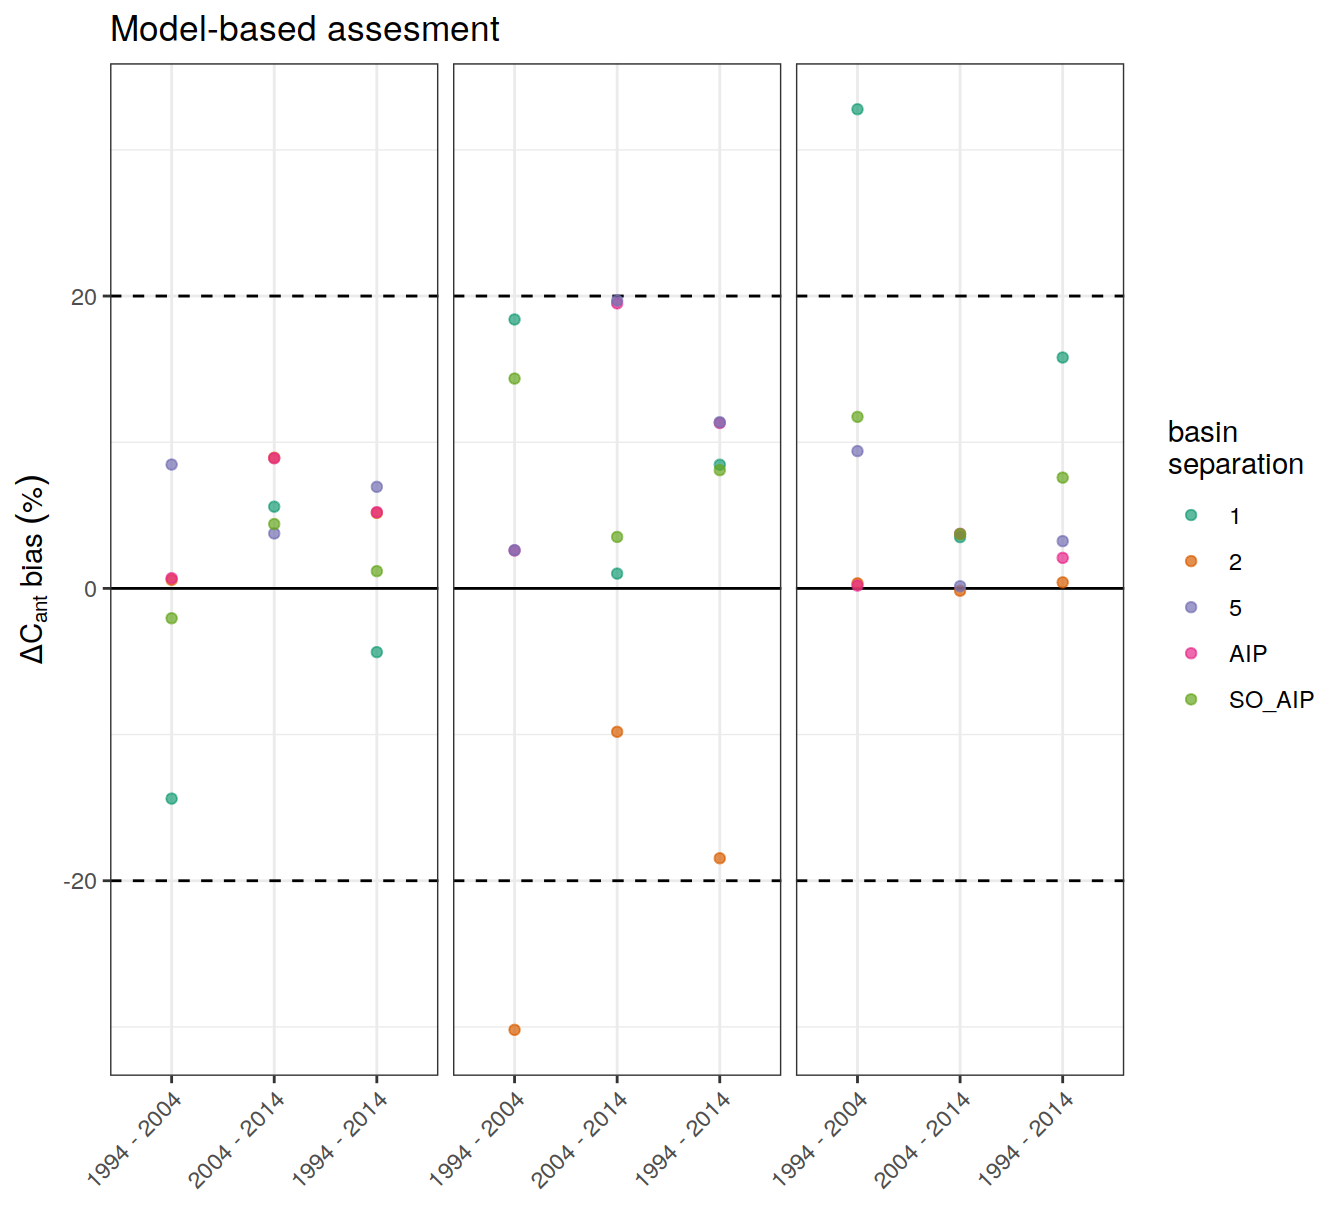 Model-based assesment
ΔCant bias (%)
20
0
-20
1994 - 2004
2004 - 2014
1994 - 2014
1994 - 2004
2004 - 2014
1994 - 2014
1994 - 2004
2004 - 2014
1994 - 2014
basin
separation
1
2
5
AIP
SO_AIP